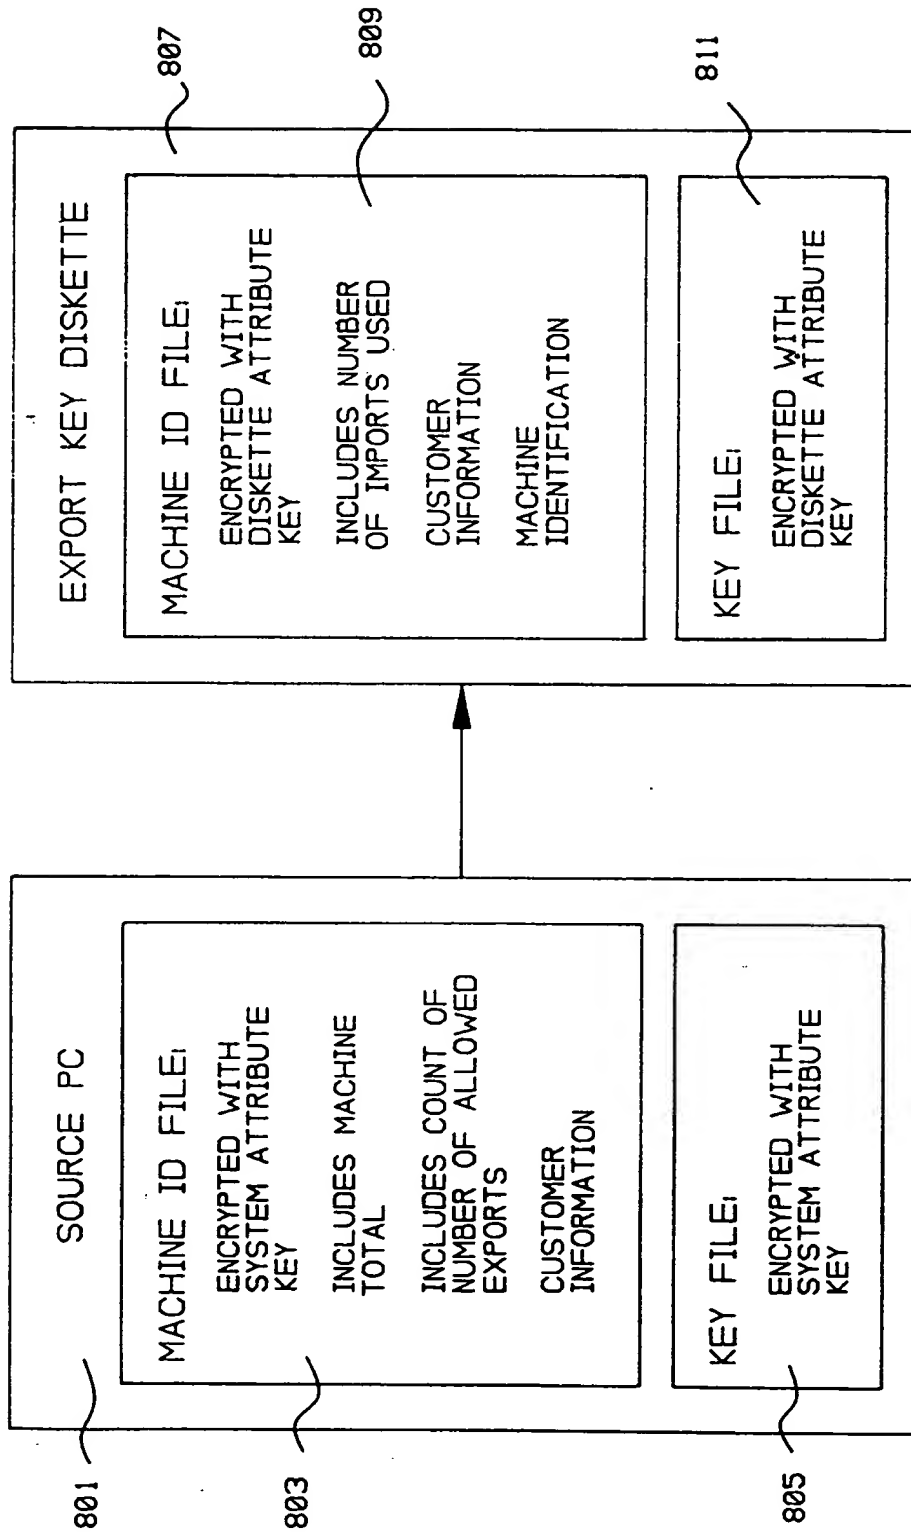 SOURCE PC
801
MACHINE ID FILE:
ENCRYPTED WITH
SYSTEM ATTRIBUTE
KEY
INCLUDES MACHINE
TOTAL
INCLUDES COUNT OF
NUMBER OF ALLOWED
EXPORTS
CUSTOMER
INFORMATION
803
KEY FILE:
ENCRYPTED WITH
SYSTEM ATTRIBUTE
KEY
805
EXPORT KEY DISKETTE
807
MACHINE ID FILE:
ENCRYPTED WITH
DISKETTE ATTRIBUTE
KEY
INCLUDES NUMBER
OF IMPORTS USED
CUSTOMER
INFORMATION
MACHINE
IDENTIFICATION
809
KEY FILE:
ENCRYPTED WITH
DISKETTE ATTRIBUTE
KEY
811